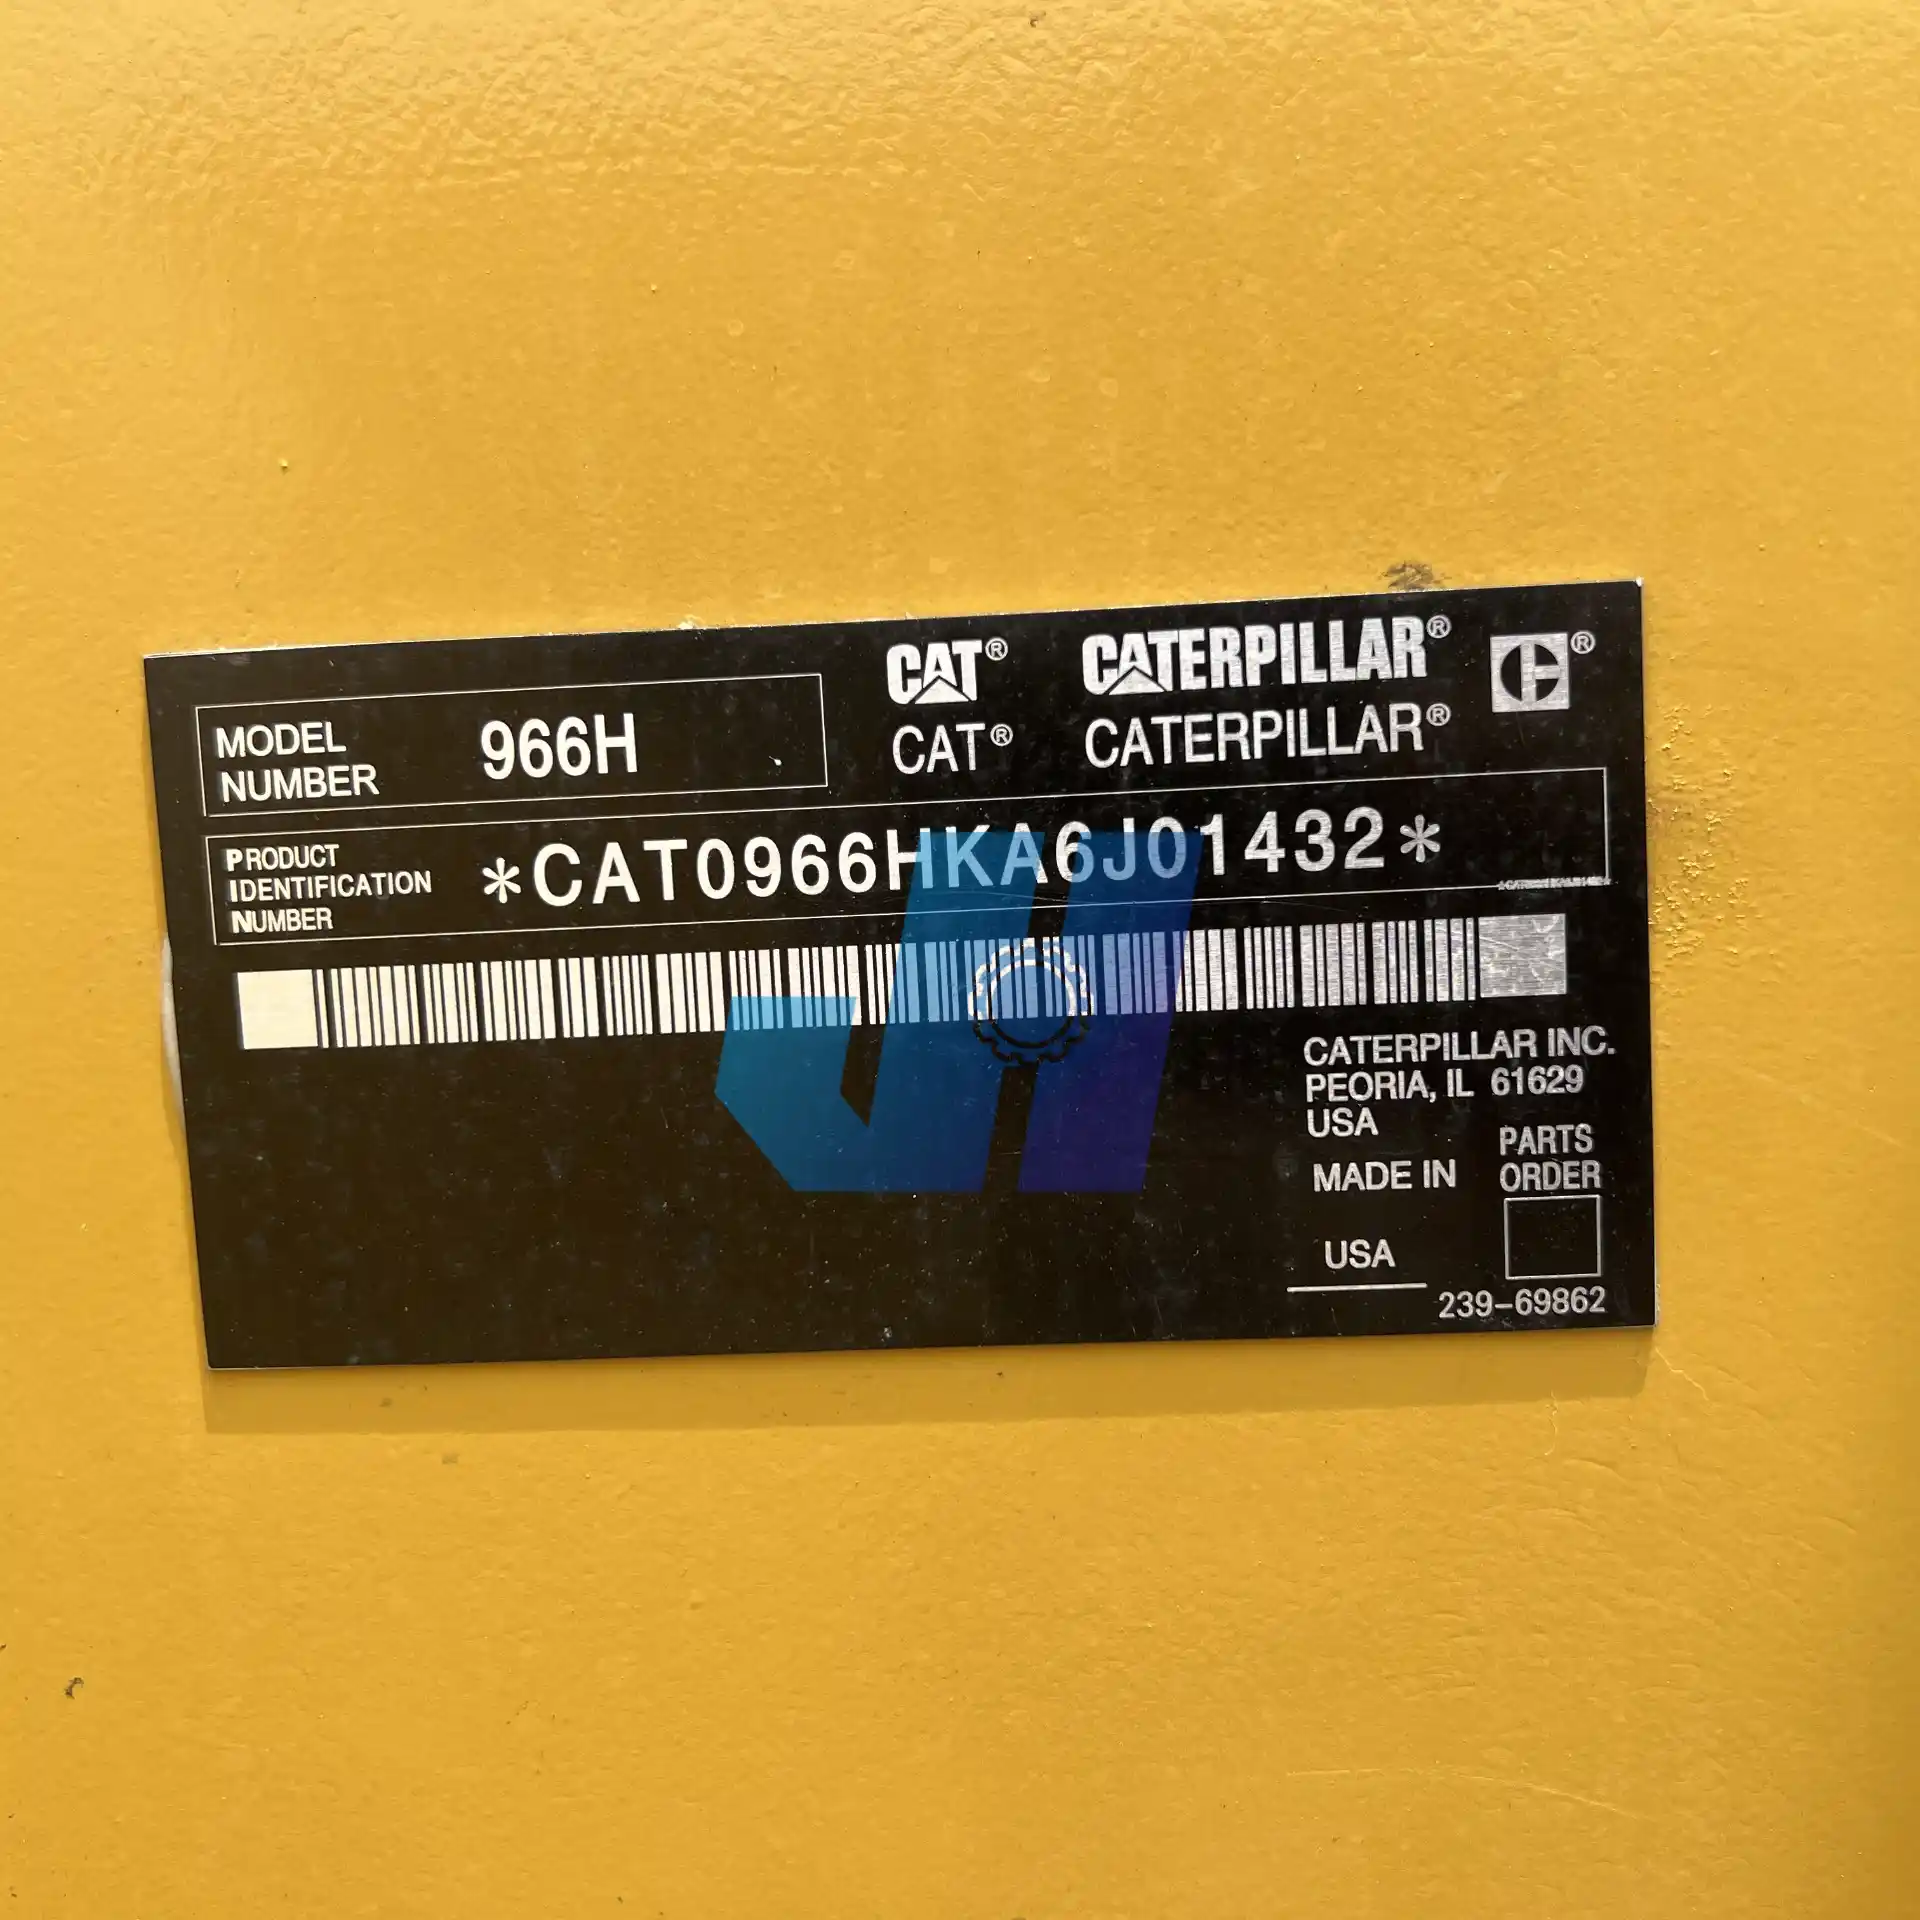 CAT® CATERPILLAR®
MODEL NUMBER 966H CAT® CATERPILLAR®
PRODUCT
IDENTIFICATION
NUMBER
*CAT0966HKA6J01432*
CATERPILLAR INC.
PEORIA, IL 61629
USA
PARTS
ORDER
MADE IN
USA
239-69862